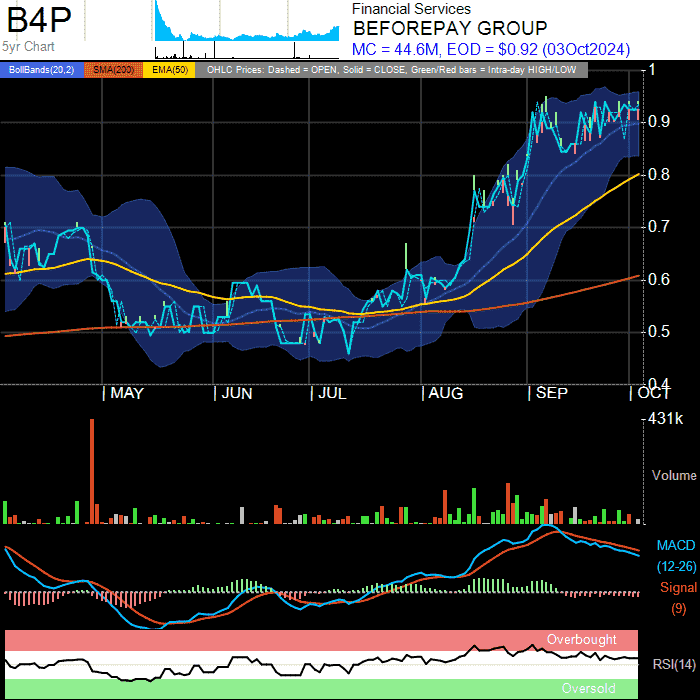 B4P
5yr Chart
Financial Services
BEFOREPAY GROUP
MC = 44.6M, EOD = $0.92 (03Oct2024)
BollBands(20,2) SMA(200) EMA(50) OHLC Prices: Dashed = OPEN, Solid = CLOSE, Green/Red bars = Intra-day HIGH/LOW
1
0.9
0.8
0.7
0.6
0.5
0.4
MAY JUN JUL AUG SEP OCT
431k
Volume
MACD
(12-26)
Signal
(9)
Overbought
RSI(14)
Oversold